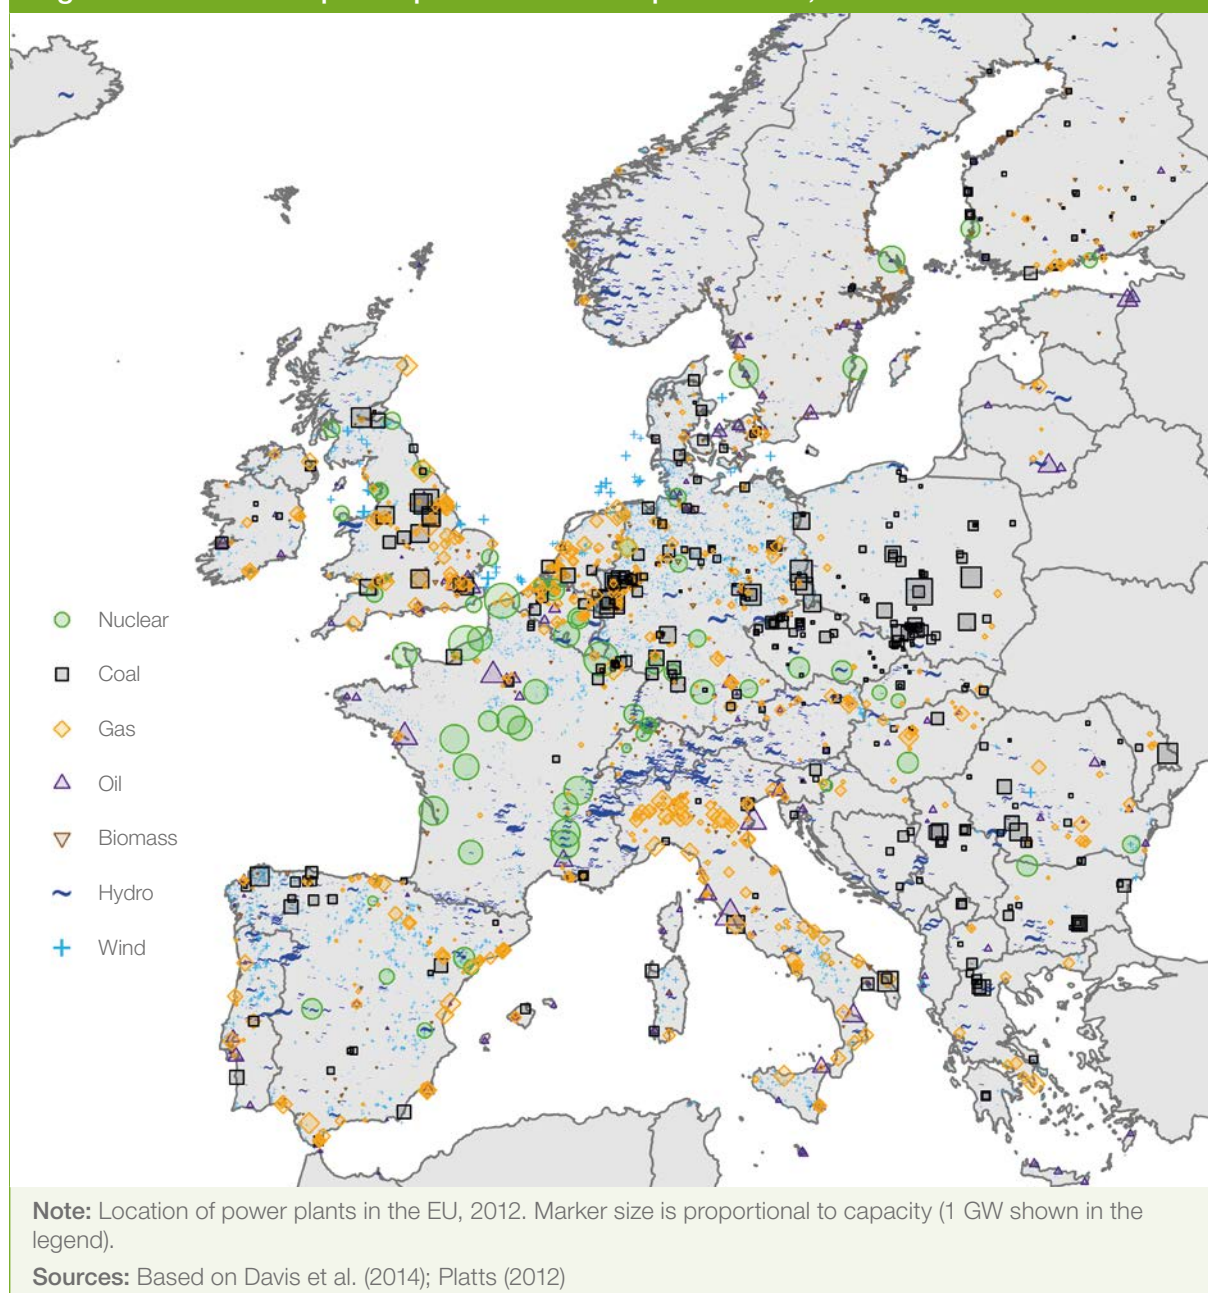 Nuclear
Coal
Gas
Oil
Biomass
Hydro
Wind
Note: Location of power plants in the EU, 2012. Marker size is proportional to capacity (1 GW shown in the
legend).
Sources: Based on Davis et al. (2014); Platts (2012)